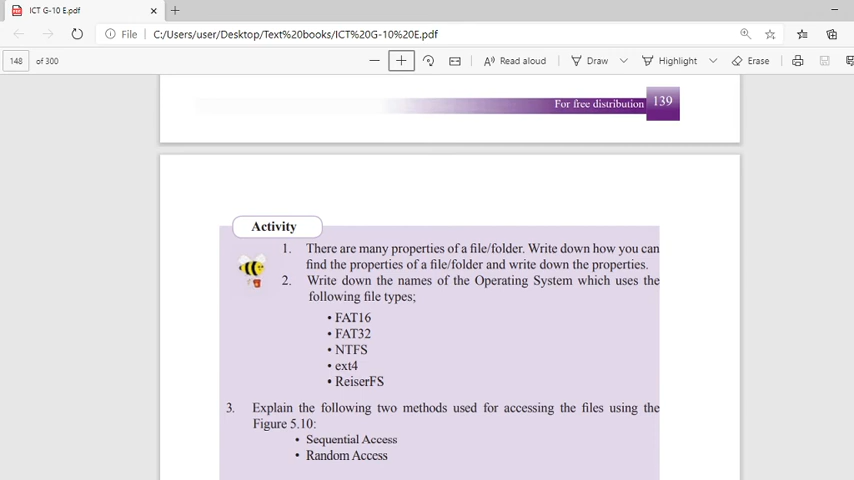 ICT G-10 E.pdf
File C:/Users/user/Desktop/Text%20books/ICT%20G-10%20E.pdf
148 of 300 Read aloud Draw Highlight Erase
For free distribution 139
Activity
1. There are many properties of a file/folder. Write down how you can
find the properties of a file/folder and write down the properties.
2. Write down the names of the Operating System which uses the
following file types;
• FAT16
• FAT32
• NTFS
• ext4
• ReiserFS
3. Explain the following two methods used for accessing the files using the
Figure 5.10:
• Sequential Access
• Random Access